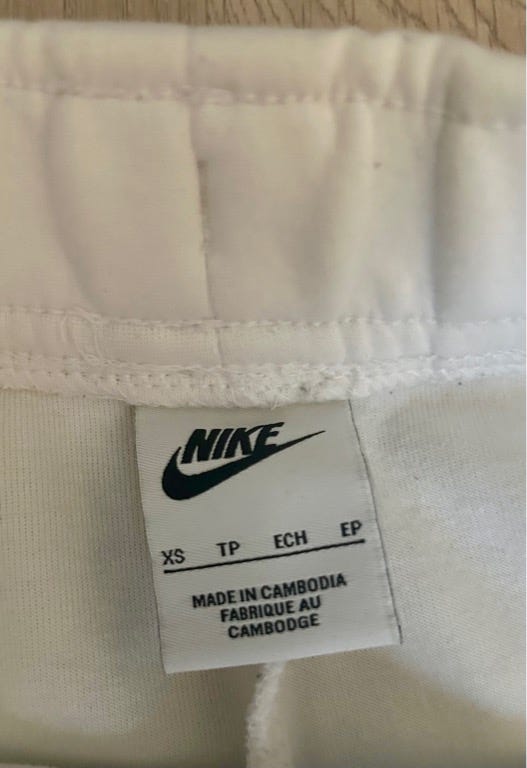 NIKE
XS TP ECH EP
MADE IN CAMBODIA
FABRIQUE AU
CAMBODGE